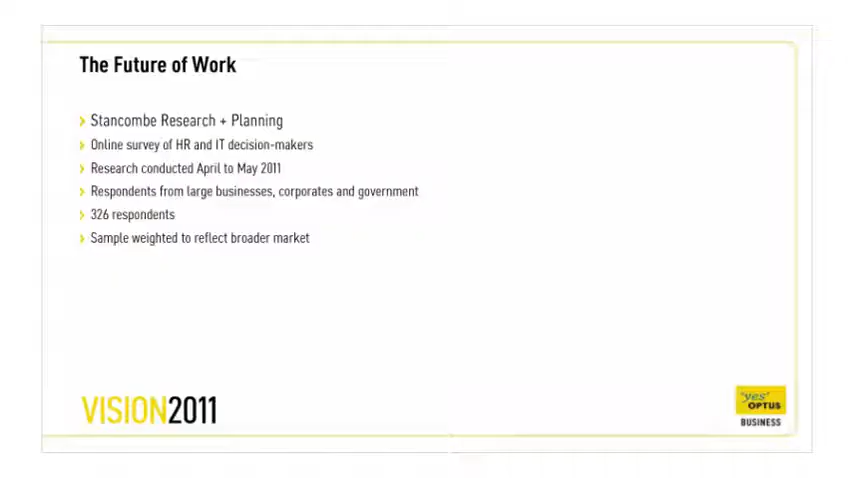 The Future of Work
Stancombe Research + Planning
Online survey of HR and IT decision-makers
Research conducted April to May 2011
Respondents from large businesses, corporates and government
326 respondents
Sample weighted to reflect broader market
VISION2011
'yes'
OPTUS
BUSINESS